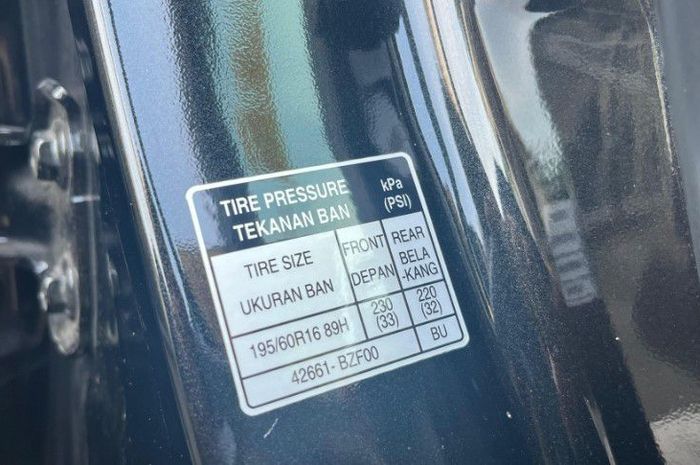 TIRE PRESSURE kPa
TEKANAN BAN (PSI)
TIRE SIZE FRONT REAR
UKURAN BAN DEPAN BELA
-KANG
195/60R16 89H 230 220
(33) (32)
42661-BZF00 BU